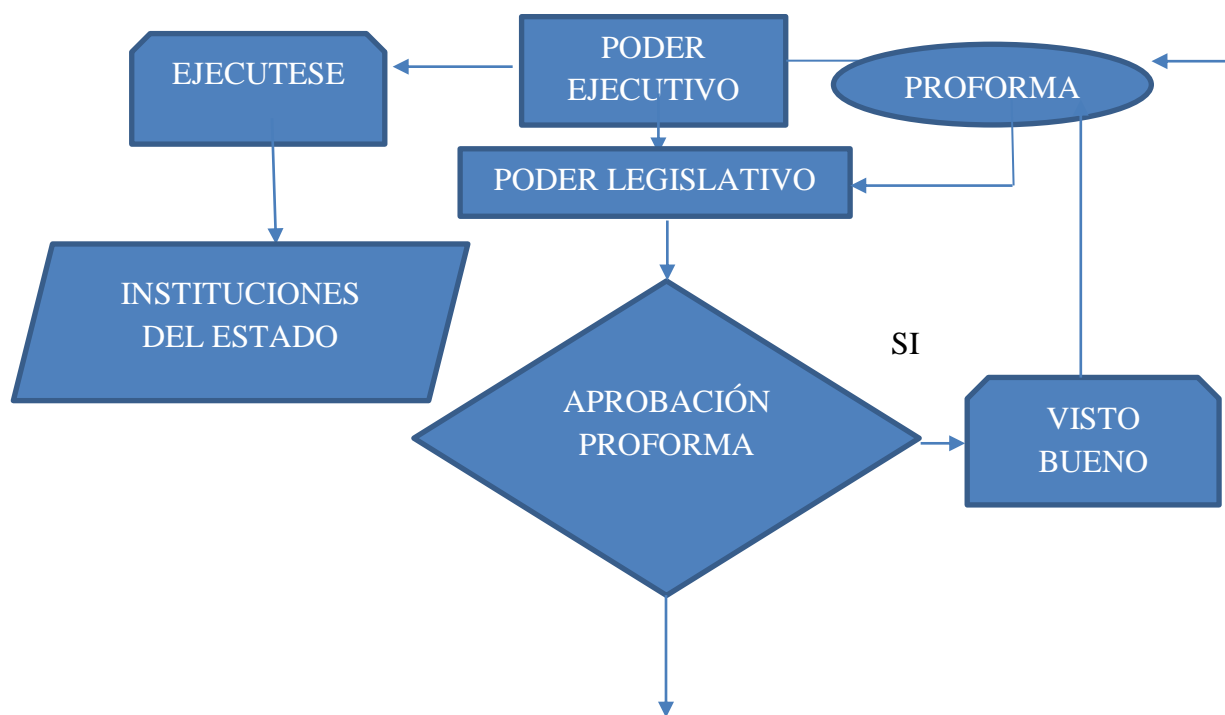 PODER
EJECUTIVO
EJECUTESE
PROFORMA
PODER LEGISLATIVO
INSTITUCIONES
DEL ESTADO
SI
APROBACIÓN
PROFORMA
VISTO
BUENO